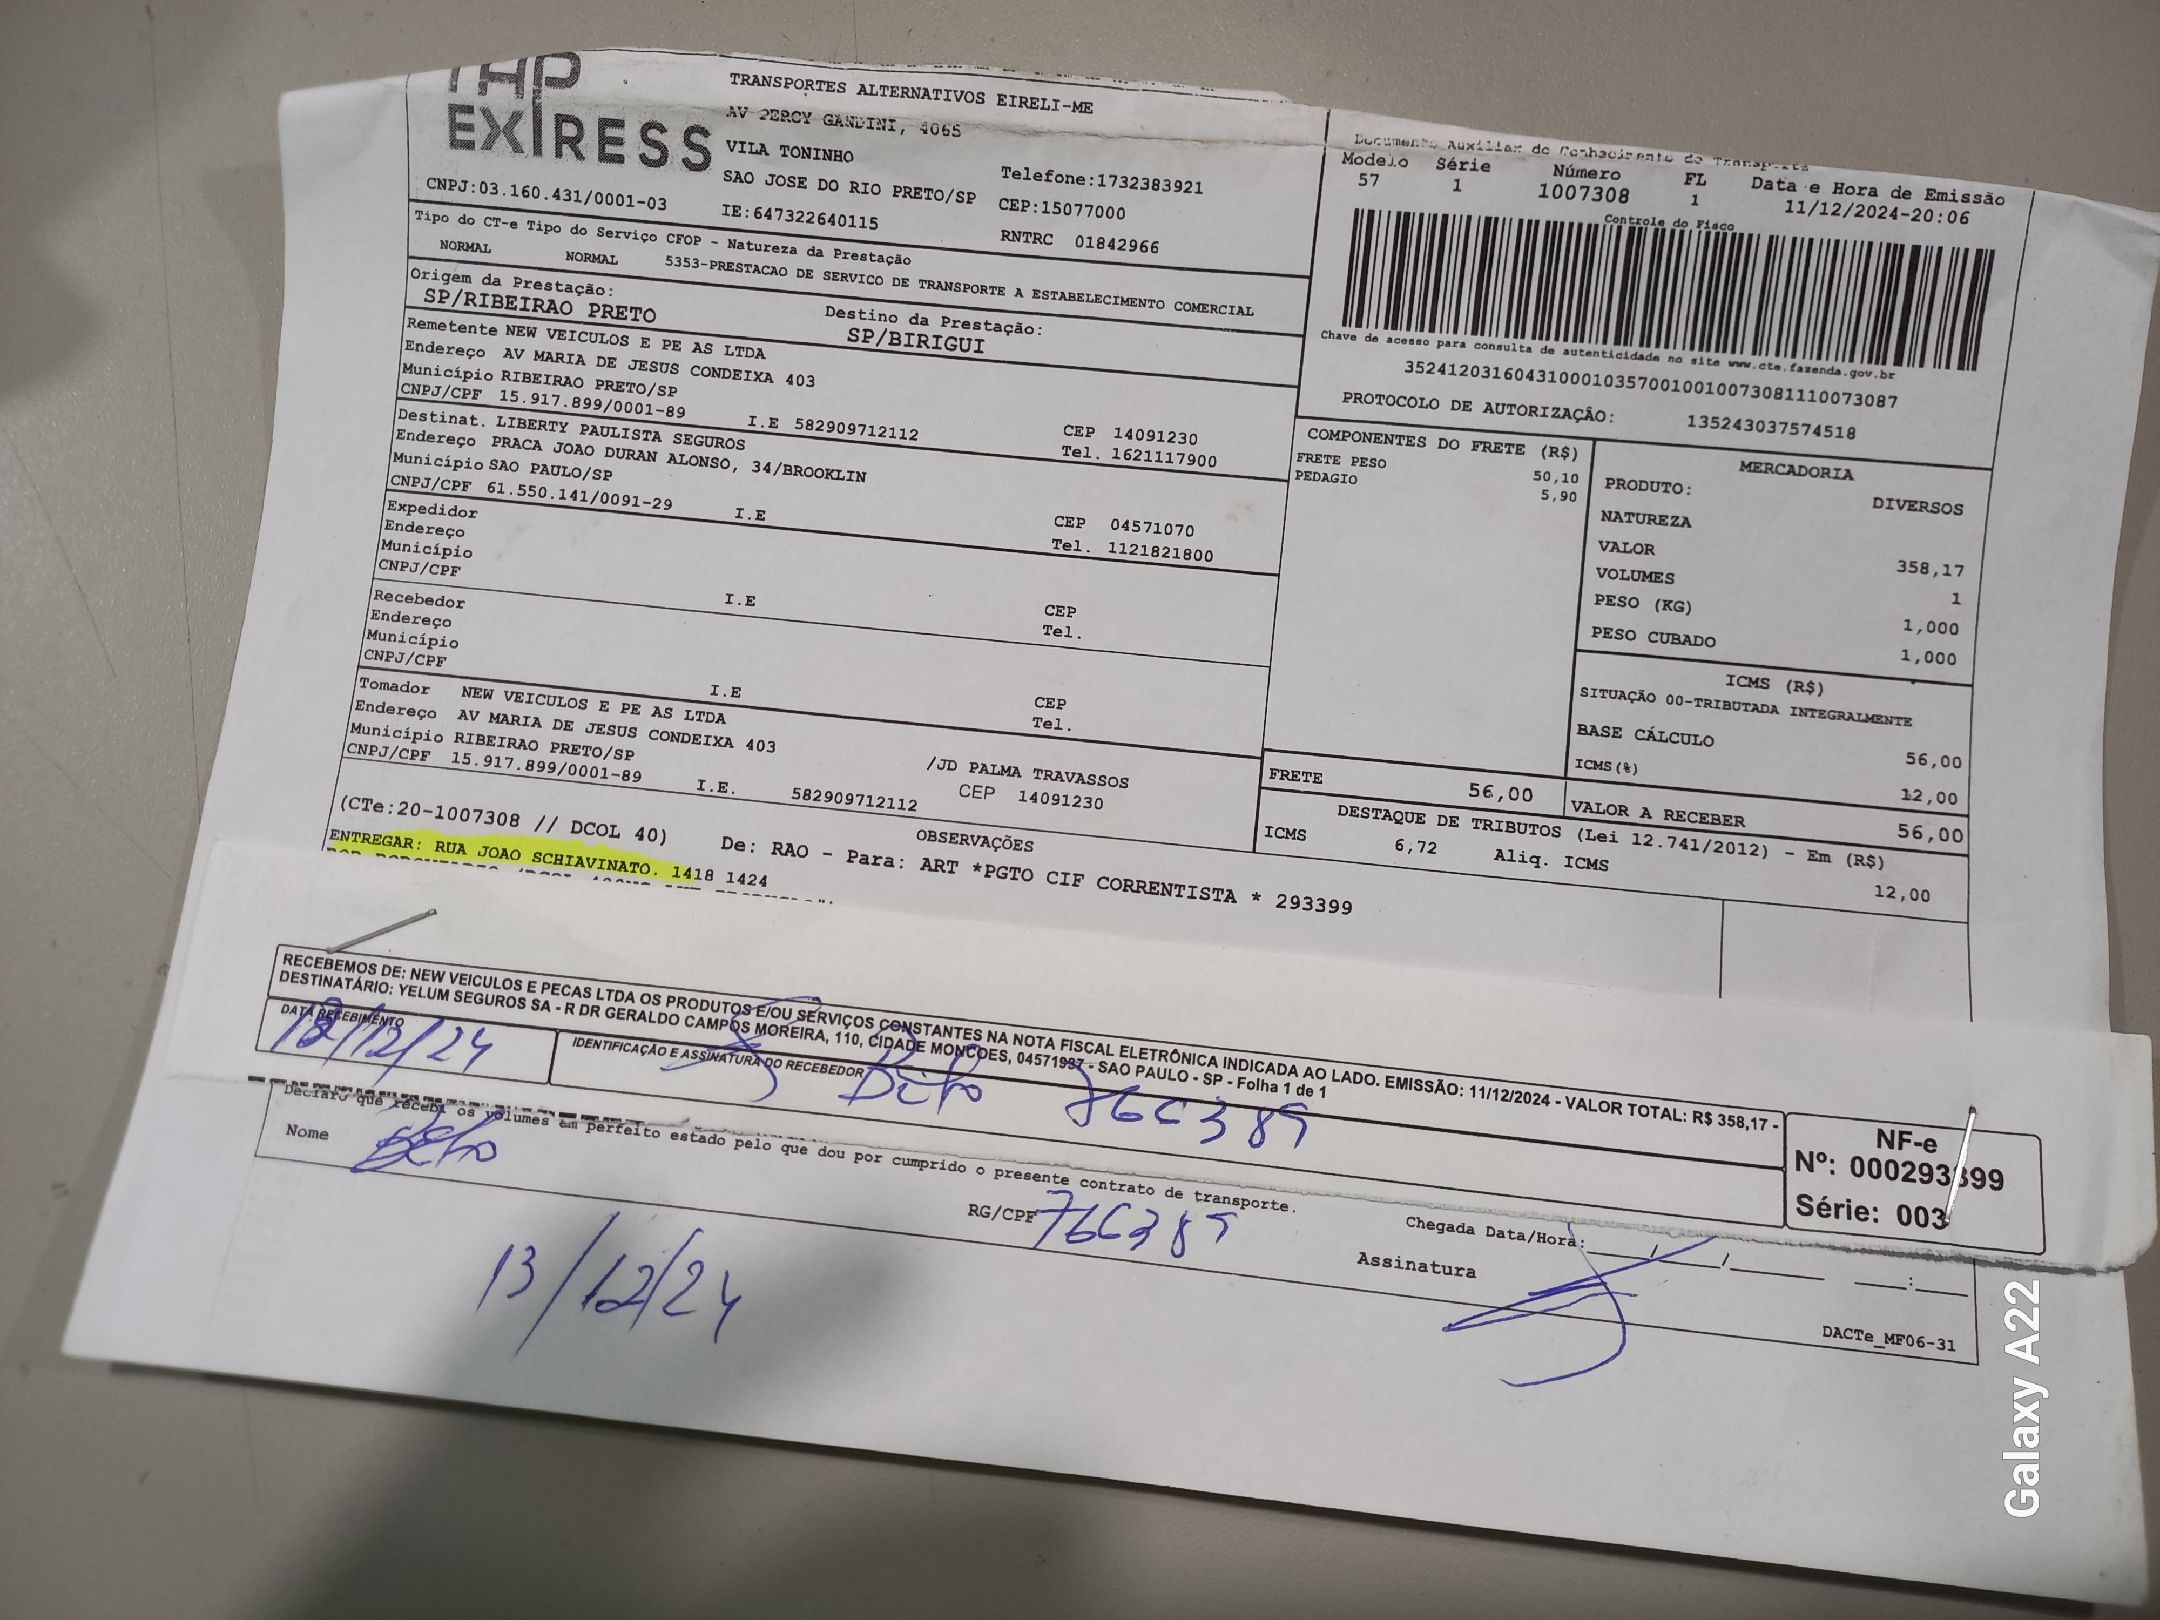 TAP
EXPRESS
TRANSPORTES ALTERNATIVOS EIRELI-ME
AV PERCY GANDINI, 4065
VILA TONINHO
SAO JOSE DO RIO PRETO/SP
Telefone:1732383921
CEP:15077000
CNPJ:03.160.431/0001-03
IE:647322640115
RNTRC 01842966
Tipo do CT-e Tipo do Serviço CFOP - Natureza da Prestação
NORMAL NORMAL 5353-PRESTACAO DE SERVICO DE TRANSPORTE A ESTABELECIMENTO COMERCIAL
Origem da Prestação:
SP/RIBEIRAO PRETO
Destino da Prestação:
SP/BIRIGUI
Remetente NEW VEICULOS E PE AS LTDA
Endereço AV MARIA DE JESUS CONDEIXA 403
Município RIBEIRAO PRETO/SP
CNPJ/CPF 15.917.899/0001-89 I.E 582909712112
CEP 14091230
Tel. 1621117900
Destinat. LIBERTY PAULISTA SEGUROS
Endereço PRACA JOAO DURAN ALONSO, 34/BROOKLIN
Município SAO PAULO/SP
CNPJ/CPF 61.550.141/0091-29 I.E
CEP 04571070
Tel. 1121821800
Expedidor
Endereço
Município
CNPJ/CPF
I.E
CEP
Tel.
Recebedor
Endereço
Município
CNPJ/CPF
I.E
CEP
Tel.
Tomador NEW VEICULOS E PE AS LTDA
Endereço AV MARIA DE JESUS CONDEIXA 403
Município RIBEIRAO PRETO/SP /JD PALMA TRAVASSOS
CNPJ/CPF 15.917.899/0001-89 I.E. 582909712112 CEP 14091230
Documento Auxiliar do Conhecimento de Transporte
Modelo Série Número FL Data e Hora de Emissão
57 1 1007308 1 11/12/2024-20:06
Controle do Fisco
Chave de acesso para consulta de autenticidade no site www.cte.fazenda.gov.br
35241203160431000103570010010073081110073087
PROTOCOLO DE AUTORIZAÇÂO: 135243037574518
COMPONENTES DO FRETE (R$)
FRETE PESO 50,10
PEDAGIO 5,90
MERCADORIA
PRODUTO: DIVERSOS
NATUREZA
VALOR 358,17
VOLUMES 1
PESO (KG) 1,000
PESO CUBADO 1,000
ICMS (R$)
SITUAÇÃO 00-TRIBUTADA INTEGRALMENTE
BASE CÁLCULO 56,00
ICMS(%) 12,00
FRETE 56,00
VALOR A RECEBER 56,00
DESTAQUE DE TRIBUTOS (Lei 12.741/2012) - Em (R$)
ICMS 6,72 Aliq. ICMS 12,00
OBSERVAÇÕES
(CTe:20-1007308 // DCOL 40) De: RAO - Para: ART *PGTO CIF CORRENTISTA * 293399
ENTREGAR: RUA JOAO SCHIAVINATO. 1418 1424
RECEBEMOS DE: NEW VEICULOS E PECAS LTDA OS PRODUTOS E/OU SERVIÇOS CONSTANTES NA NOTA FISCAL ELETRÔNICA INDICADA AO LADO. EMISSÃO: 11/12/2024 - VALOR TOTAL: R$ 358,17 -
DESTINATÁRIO: YELUM SEGUROS SA - R DR GERALDO CAMPOS MOREIRA, 110, CIDADE MONCOES, 04571937 - SAO PAULO - SP - Folha 1 de 1
DATA RECEBIMENTO
/12/24
IDENTIFICAÇÃO E ASSINATURA DO RECEBEDOR
766389
NF-e
Nº: 000293399
Série: 003
Declaro que recebi os volumes em perfeito estado pelo que dou por cumprido o presente contrato de transporte.
Nome
RG/CPF 766389
Chegada Data/Hora: ____/____/____ ____:____
Assinatura
13/12/24
DACTe_MF06-31
Galaxy A22